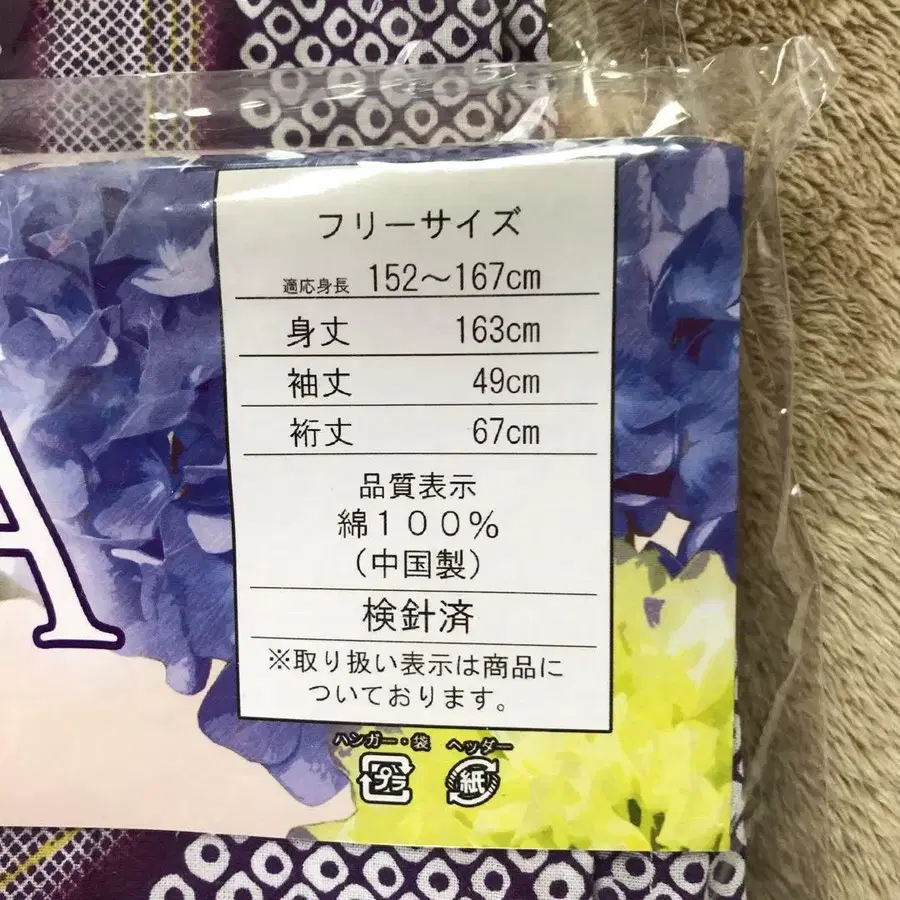 フリーサイズ
適応身長 152～167cm
身丈 163cm
袖丈 49cm
裄丈 67cm
品質表示
綿１００％
（中国製）
検針済
※取り扱い表示は商品に
ついております。
ハンガー・袋 ヘッダー
プラ 紙
A